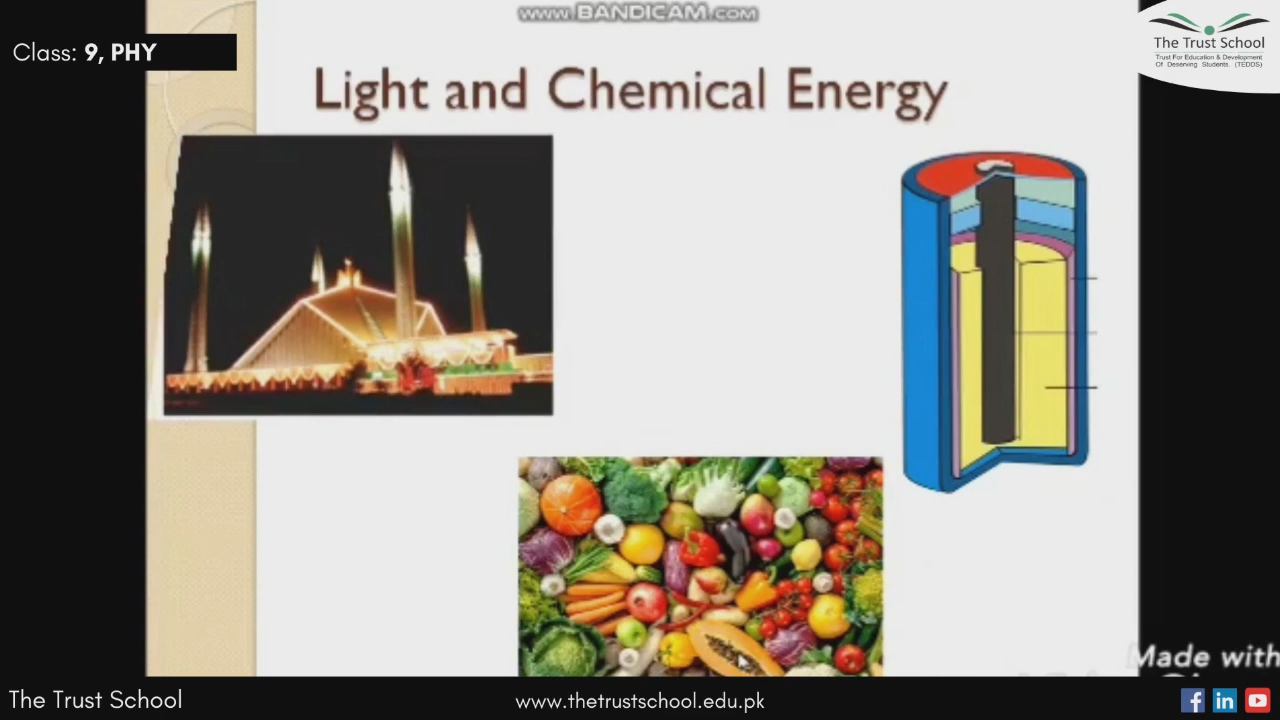 www.BANDICAM.COM
Class: 9, PHY
The Trust School
Trust For Education & Development
Of Deserving Students. (TEDDS)
Light and Chemical Energy
Made with
The Trust School
www.thetrustschool.edu.pk
f in